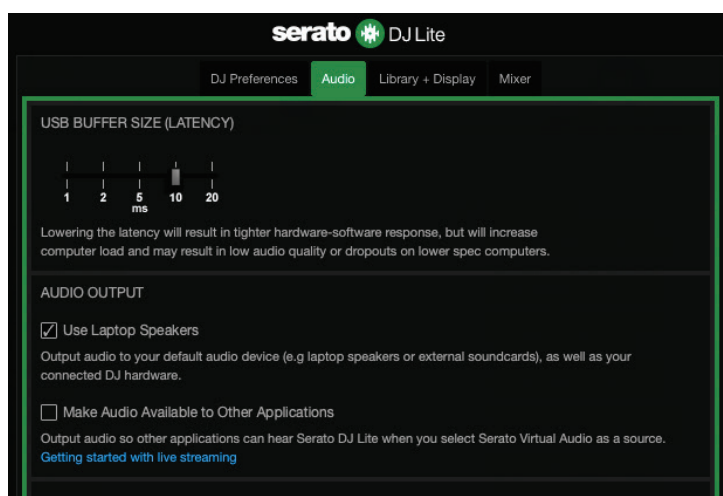 serato DJ Lite
DJ Preferences Audio Library + Display Mixer
USB BUFFER SIZE (LATENCY)
1 2 5 10 20
ms
Lowering the latency will result in tighter hardware-software response, but will increase
computer load and may result in low audio quality or dropouts on lower spec computers.
AUDIO OUTPUT
Use Laptop Speakers
Output audio to your default audio device (e.g laptop speakers or external soundcards), as well as your
connected DJ hardware.
Make Audio Available to Other Applications
Output audio so other applications can hear Serato DJ Lite when you select Serato Virtual Audio as a source.
Getting started with live streaming